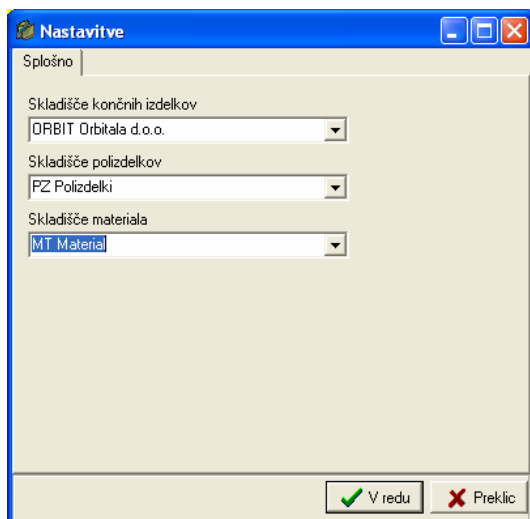 Nastavitve
Splošno
Skladišče končnih izdelkov
ORBIT Orbitala d.o.o.
Skladišče polizdelkov
PZ Polizdelki
Skladišče materiala
MT Material
V redu
Preklic